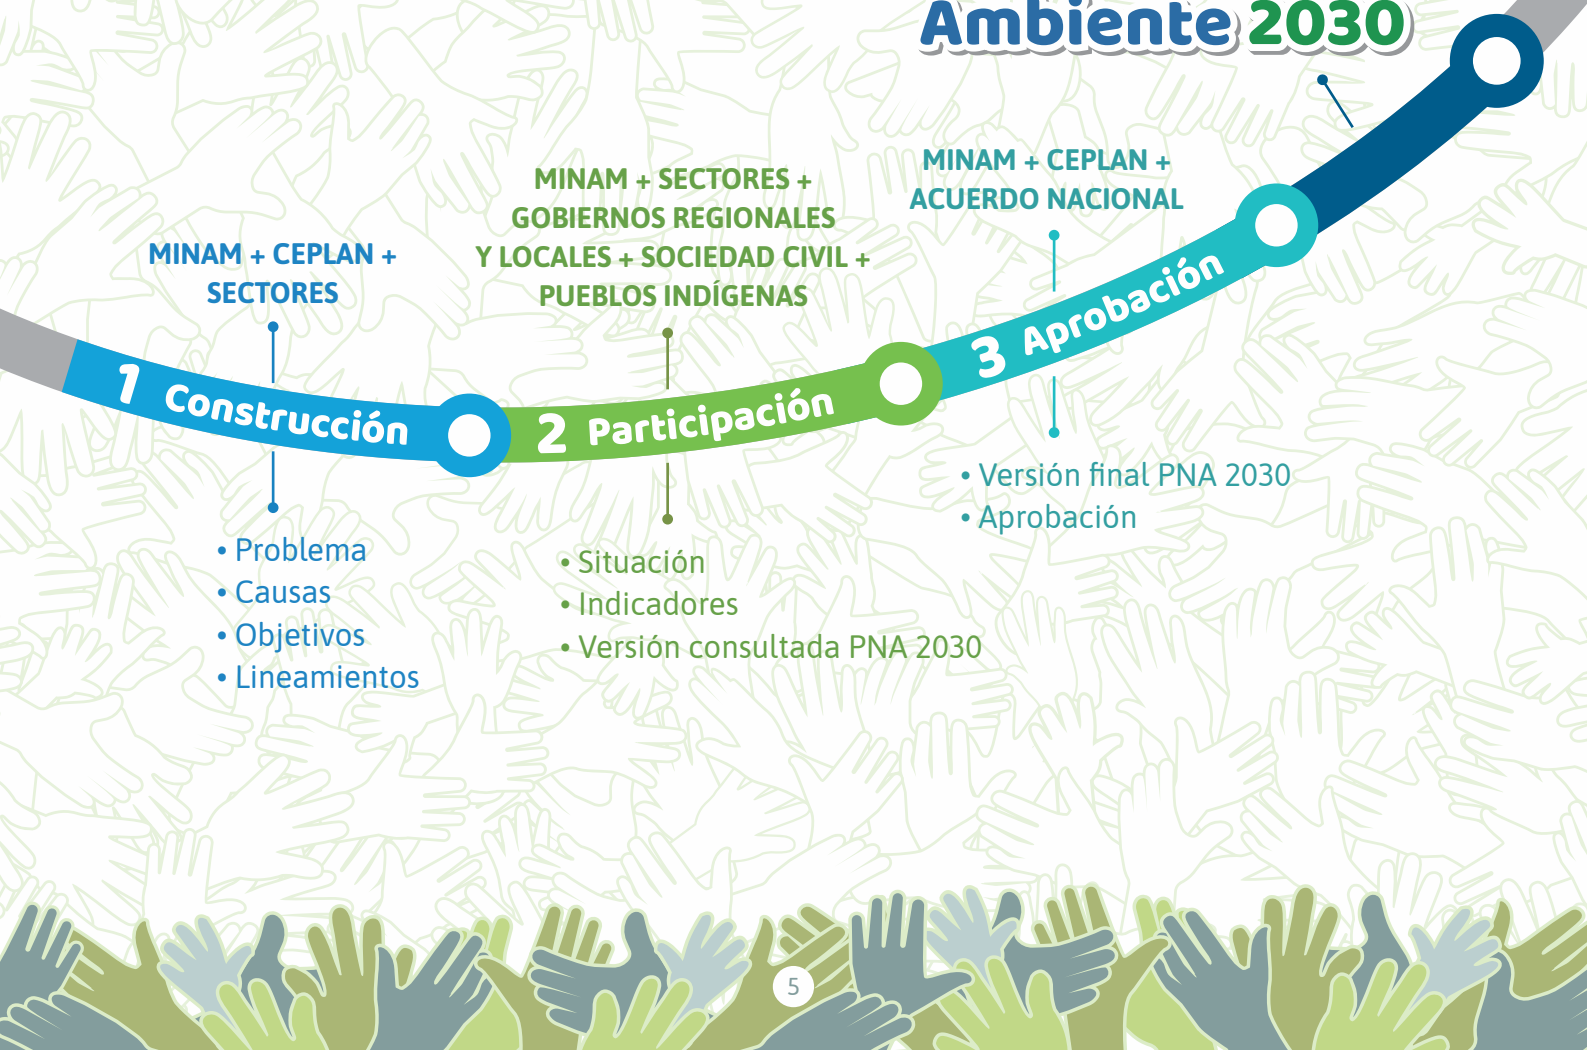 Ambiente 2030
MINAM + CEPLAN +
SECTORES
1 Construcción
• Problema
• Causas
• Objetivos
• Lineamientos
MINAM + SECTORES +
GOBIERNOS REGIONALES
Y LOCALES + SOCIEDAD CIVIL +
PUEBLOS INDÍGENAS
2 Participación
• Situación
• Indicadores
• Versión consultada PNA 2030
MINAM + CEPLAN +
ACUERDO NACIONAL
3 Aprobación
• Versión final PNA 2030
• Aprobación
5